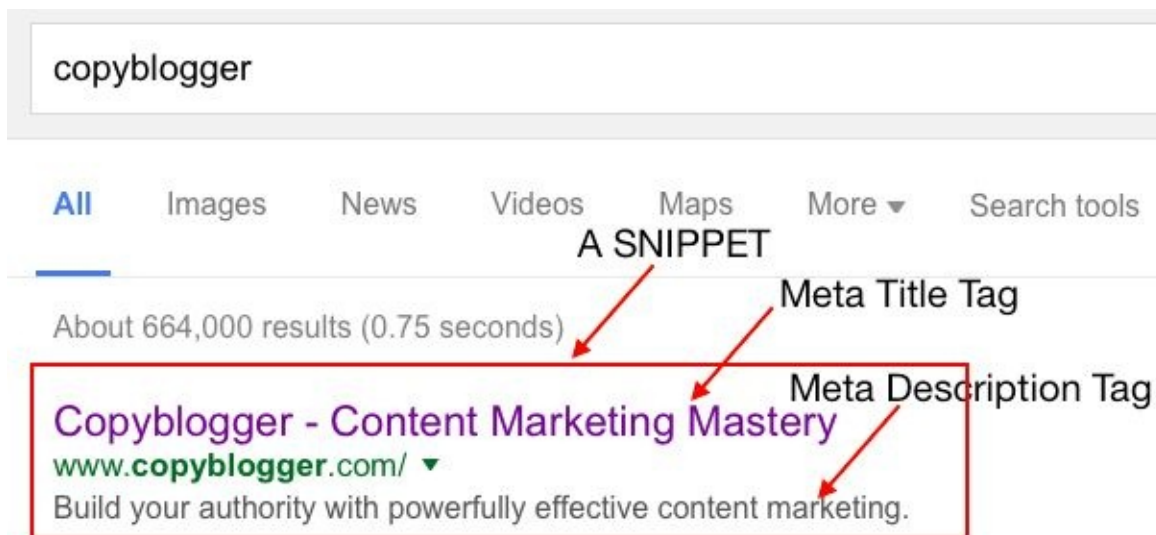 copyblogger
All Images News Videos Maps More Search tools
A SNIPPET
Meta Title Tag
About 664,000 results (0.75 seconds)
Meta Description Tag
Copyblogger - Content Marketing Mastery
www.copyblogger.com/
Build your authority with powerfully effective content marketing.